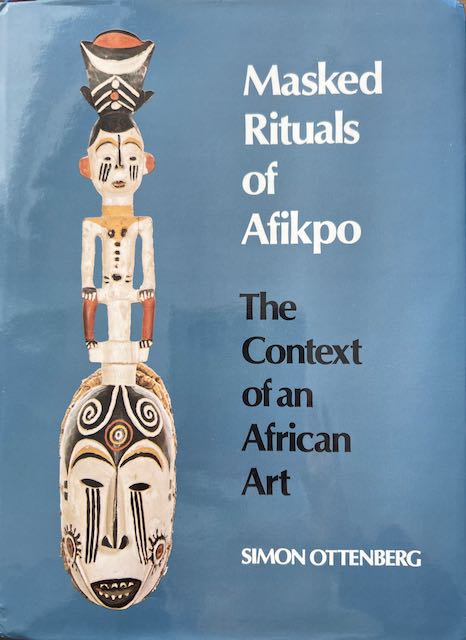 Masked
Rituals
of
Afikpo
The
Context
of an
African
Art
SIMON OTTENBERG